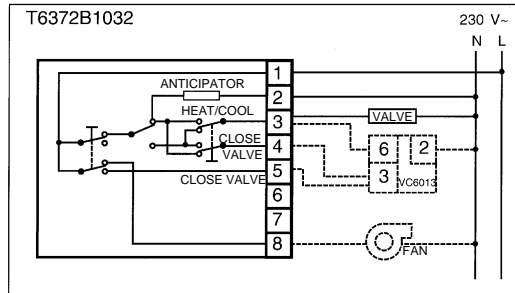 T6372B1032
230 V~
N L
1
ANTICIPATOR
2
HEAT/COOL
3
VALVE
CLOSE
VALVE
4
6 2
3
VC6013
CLOSE VALVE
5
6
7
8
FAN